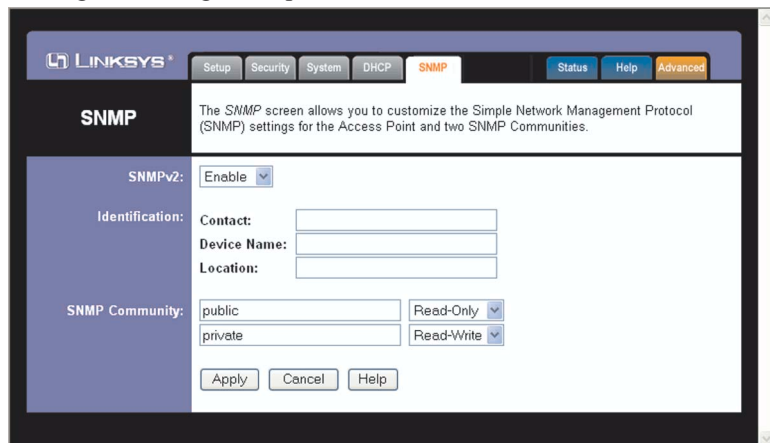 LINKSYS®
Setup Security System DHCP SNMP Status Help Advanced
SNMP
The SNMP screen allows you to customize the Simple Network Management Protocol
(SNMP) settings for the Access Point and two SNMP Communities.
SNMPv2: Enable
Identification: Contact:
Device Name:
Location:
SNMP Community: public Read-Only
private Read-Write
Apply Cancel Help